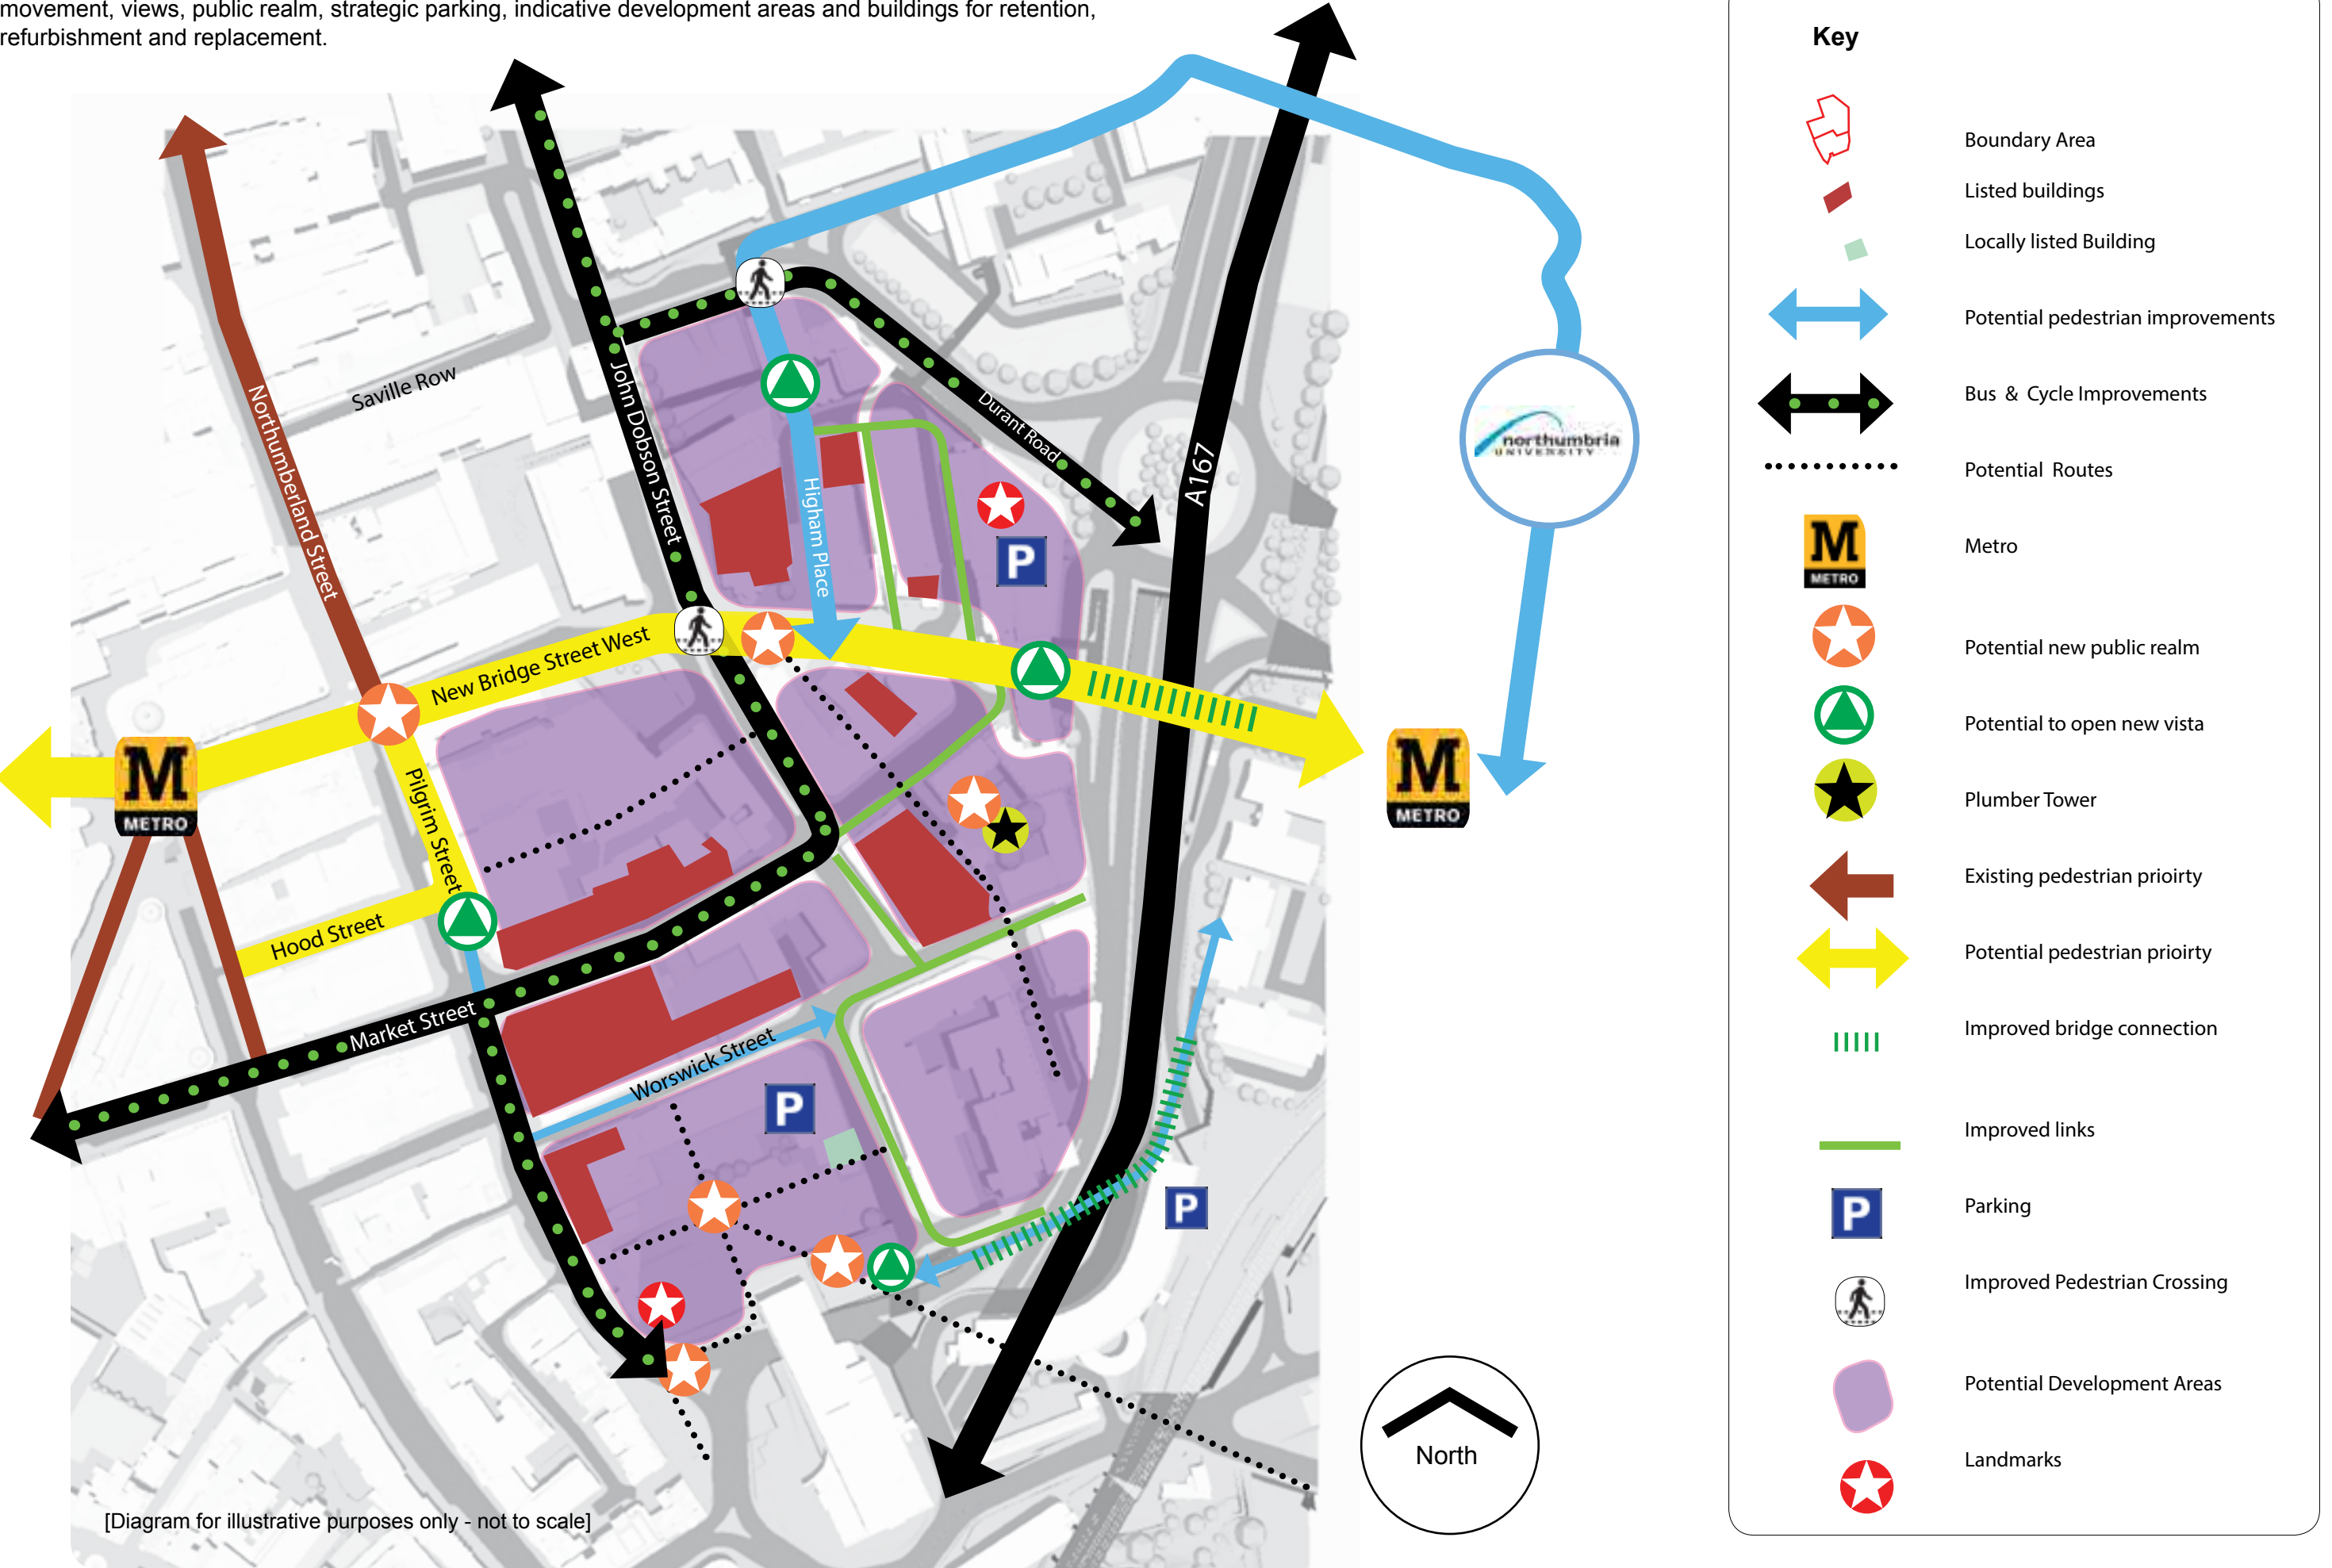 movement, views, public realm, strategic parking, indicative development areas and buildings for retention,
refurbishment and replacement.
Northumberland Street
Saville Row
John Dobson Street
Durant Road
A167
Higham Place
P
northumbria
UNIVERSITY
New Bridge Street West
Pilgrim Street
M
METRO
M
METRO
Hood Street
Market Street
Worswick Street
P
P
North
[Diagram for illustrative purposes only - not to scale]
Key
Boundary Area
Listed buildings
Locally listed Building
Potential pedestrian improvements
Bus & Cycle Improvements
Potential Routes
M
METRO
Metro
Potential new public realm
Potential to open new vista
Plumber Tower
Existing pedestrian prioirty
Potential pedestrian prioirty
Improved bridge connection
Improved links
P
Parking
Improved Pedestrian Crossing
Potential Development Areas
Landmarks